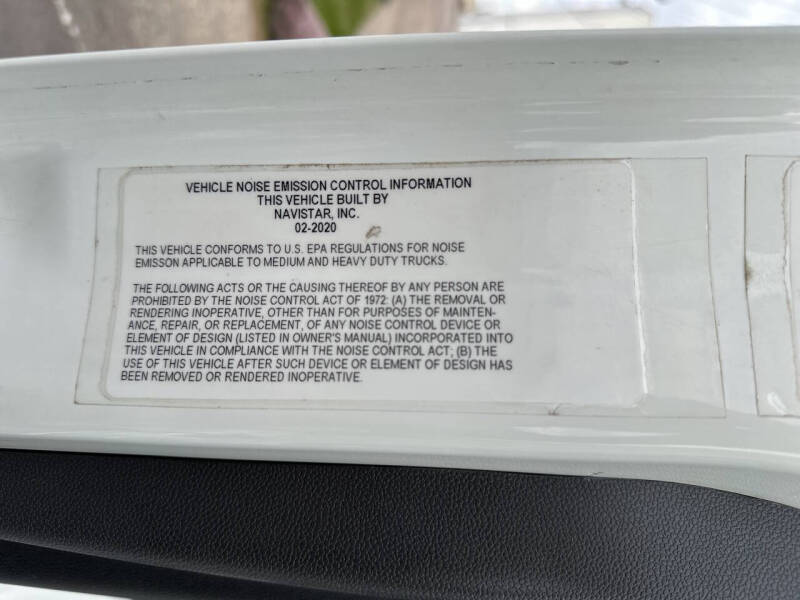 VEHICLE NOISE EMISSION CONTROL INFORMATION
THIS VEHICLE BUILT BY
NAVISTAR, INC.
02-2020
THIS VEHICLE CONFORMS TO U.S. EPA REGULATIONS FOR NOISE
EMISSON APPLICABLE TO MEDIUM AND HEAVY DUTY TRUCKS.
THE FOLLOWING ACTS OR THE CAUSING THEREOF BY ANY PERSON ARE
PROHIBITED BY THE NOISE CONTROL ACT OF 1972: (A) THE REMOVAL OR
RENDERING INOPERATIVE, OTHER THAN FOR PURPOSES OF MAINTEN-
ANCE, REPAIR, OR REPLACEMENT, OF ANY NOISE CONTROL DEVICE OR
ELEMENT OF DESIGN (LISTED IN OWNER'S MANUAL) INCORPORATED INTO
THIS VEHICLE IN COMPLIANCE WITH THE NOISE CONTROL ACT; (B) THE
USE OF THIS VEHICLE AFTER SUCH DEVICE OR ELEMENT OF DESIGN HAS
BEEN REMOVED OR RENDERED INOPERATIVE.